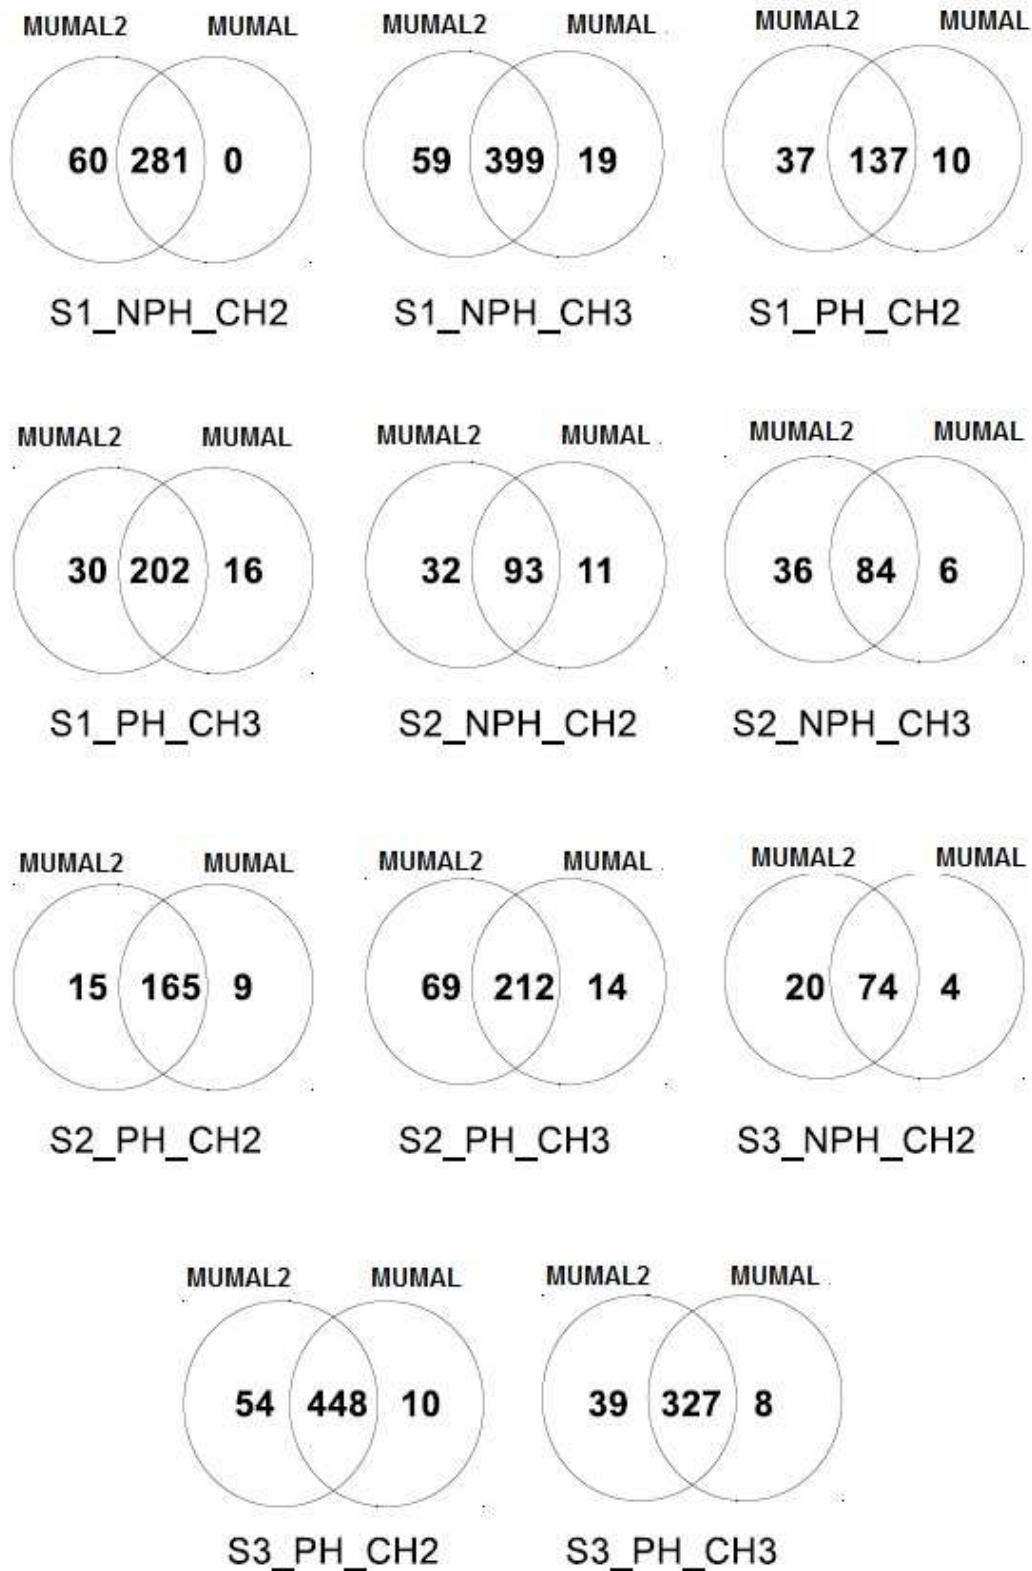 MUMAL2 MUMAL MUMAL2 MUMAL MUMAL2 MUMAL
60 281 0 59 399 19 37 137 10
S1_NPH_CH2 S1_NPH_CH3 S1_PH_CH2
MUMAL2 MUMAL MUMAL2 MUMAL MUMAL2 MUMAL
30 202 16 32 93 11 36 84 6
S1_PH_CH3 S2_NPH_CH2 S2_NPH_CH3
MUMAL2 MUMAL MUMAL2 MUMAL MUMAL2 MUMAL
15 165 9 69 212 14 20 74 4
S2_PH_CH2 S2_PH_CH3 S3_NPH_CH2
MUMAL2 MUMAL MUMAL2 MUMAL
54 448 10 39 327 8
S3_PH_CH2 S3_PH_CH3